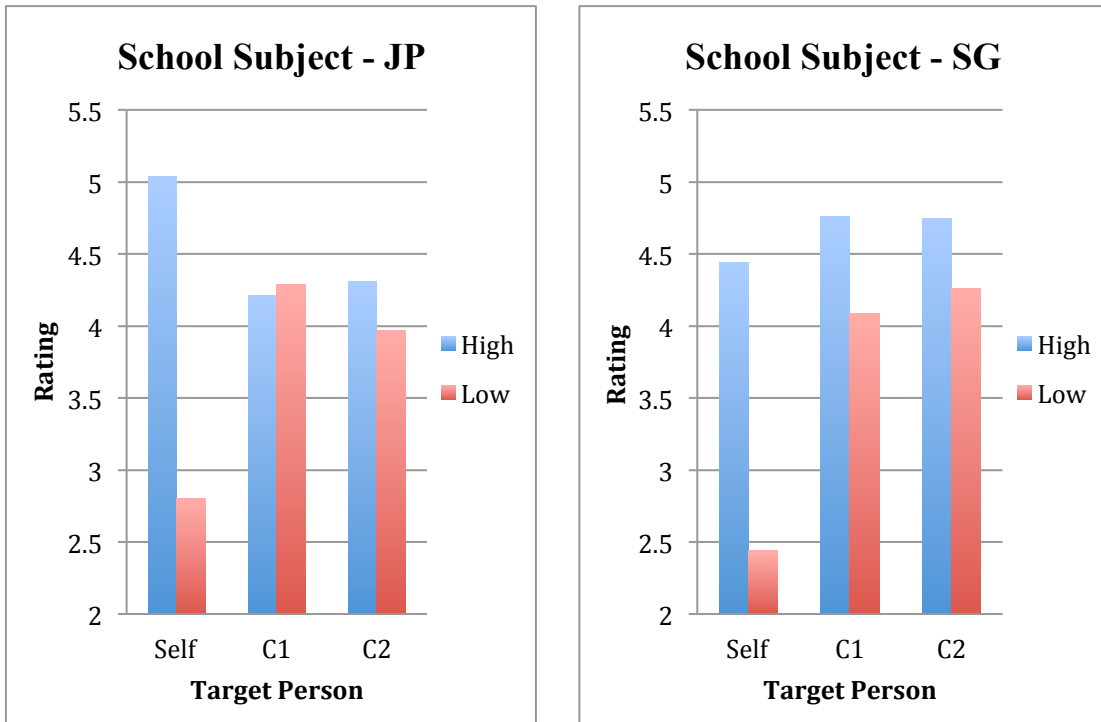 School Subject - JP
5.5
5
4.5
4
3.5
3
2.5
2
Rating
Self C1 C2
Target Person
High
Low
School Subject - SG
5.5
5
4.5
4
3.5
3
2.5
2
Rating
Self C1 C2
Target Person
High
Low